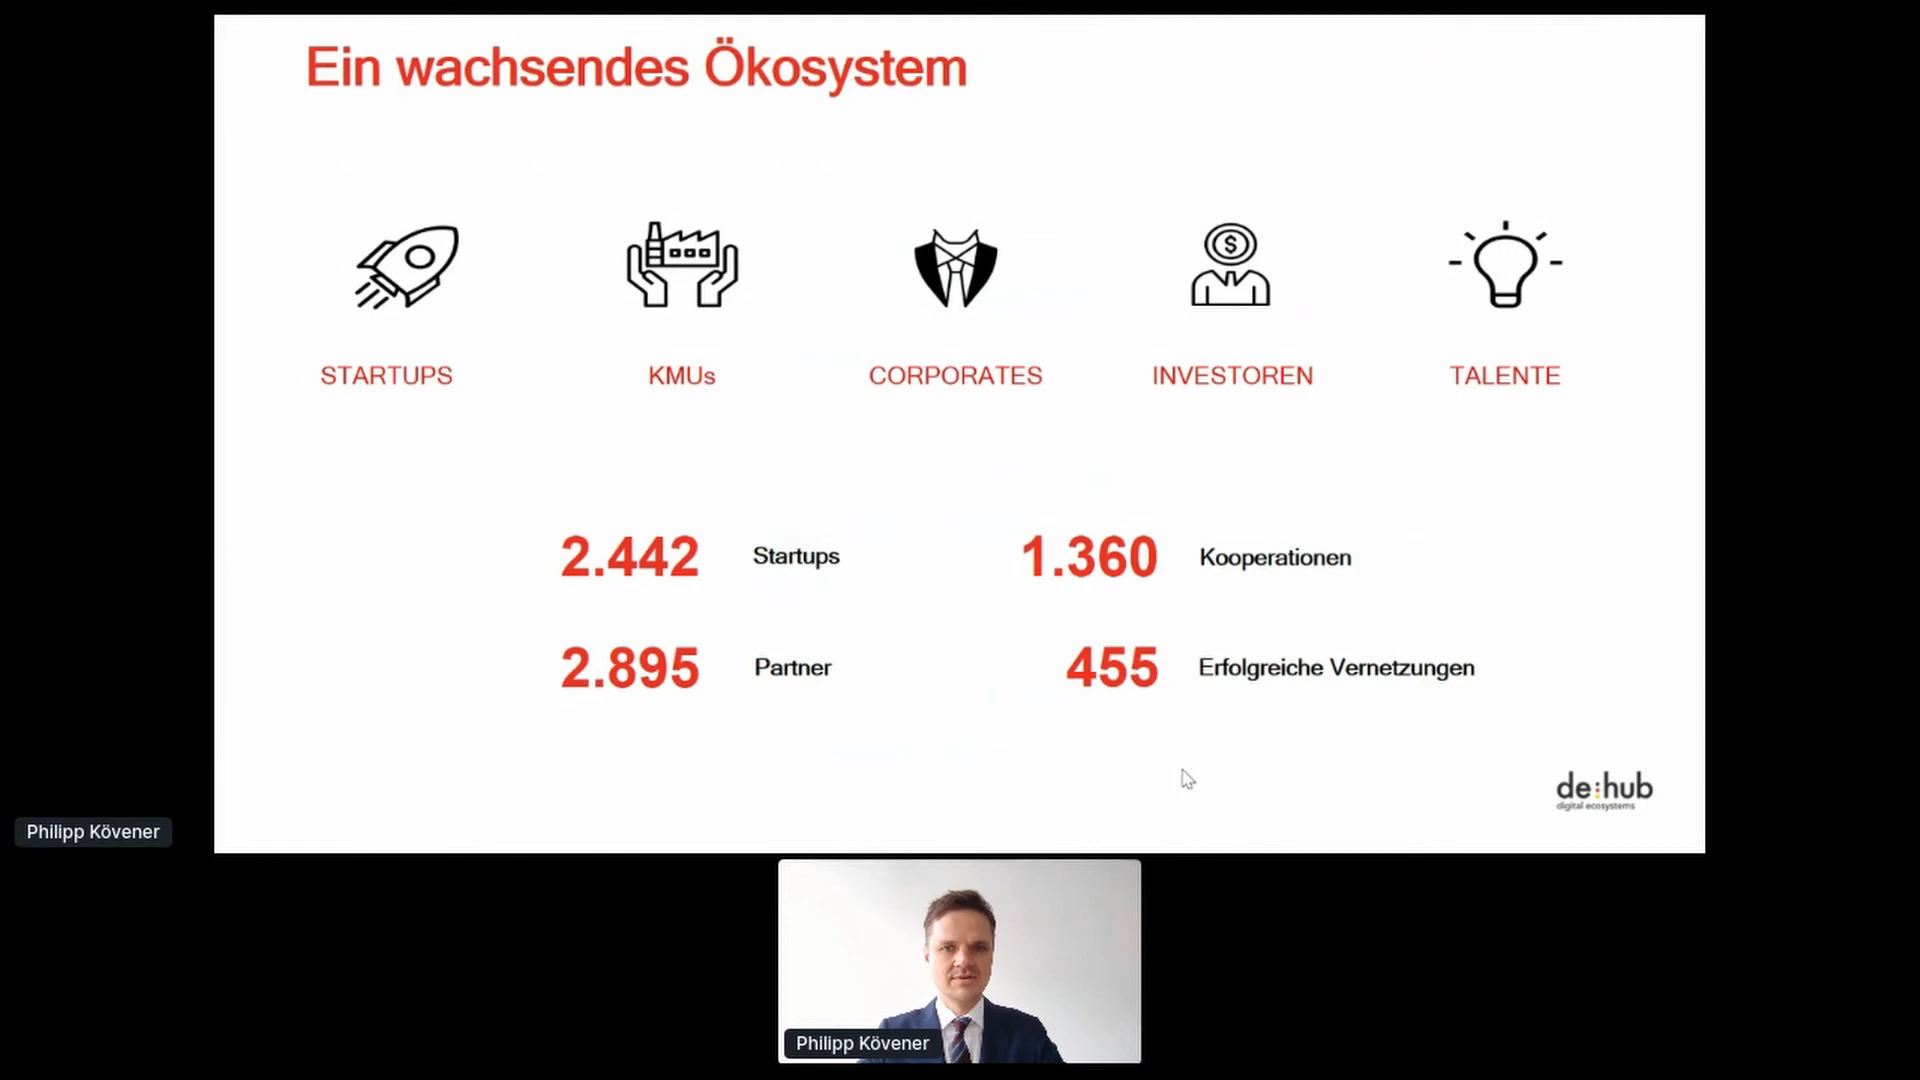 Ein wachsendes Ökosystem
$
STARTUPS
KMUs
CORPORATES
INVESTOREN
TALENTE
2.442 Startups
1.360 Kooperationen
2.895 Partner
455 Erfolgreiche Vernetzungen
de:hub
digital ecosystems
Philipp Kövener
Philipp Kövener